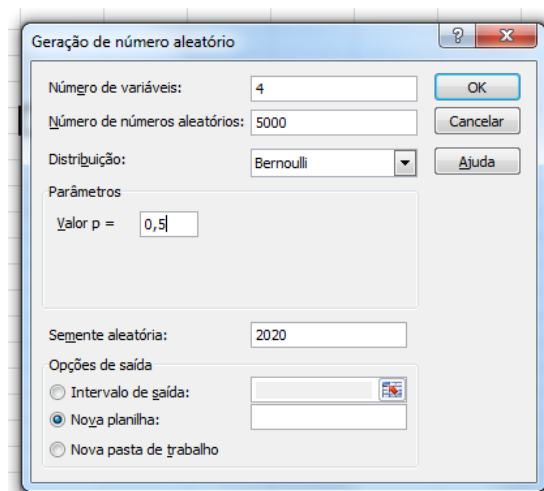 Geração de número aleatório
Número de variáveis: 4 OK
Número de números aleatórios: 5000 Cancelar
Distribuição: Bernoulli Ajuda
Parâmetros
Valor p = 0,5
Semente aleatória: 2020
Opções de saída
Intervalo de saída:
Nova planilha:
Nova pasta de trabalho